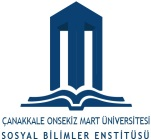 ÇANAKKALE ONSEKİZ MART ÜNİVERSİTESİ
SOSYAL BİLİMLER ENSTİTÜSÜ